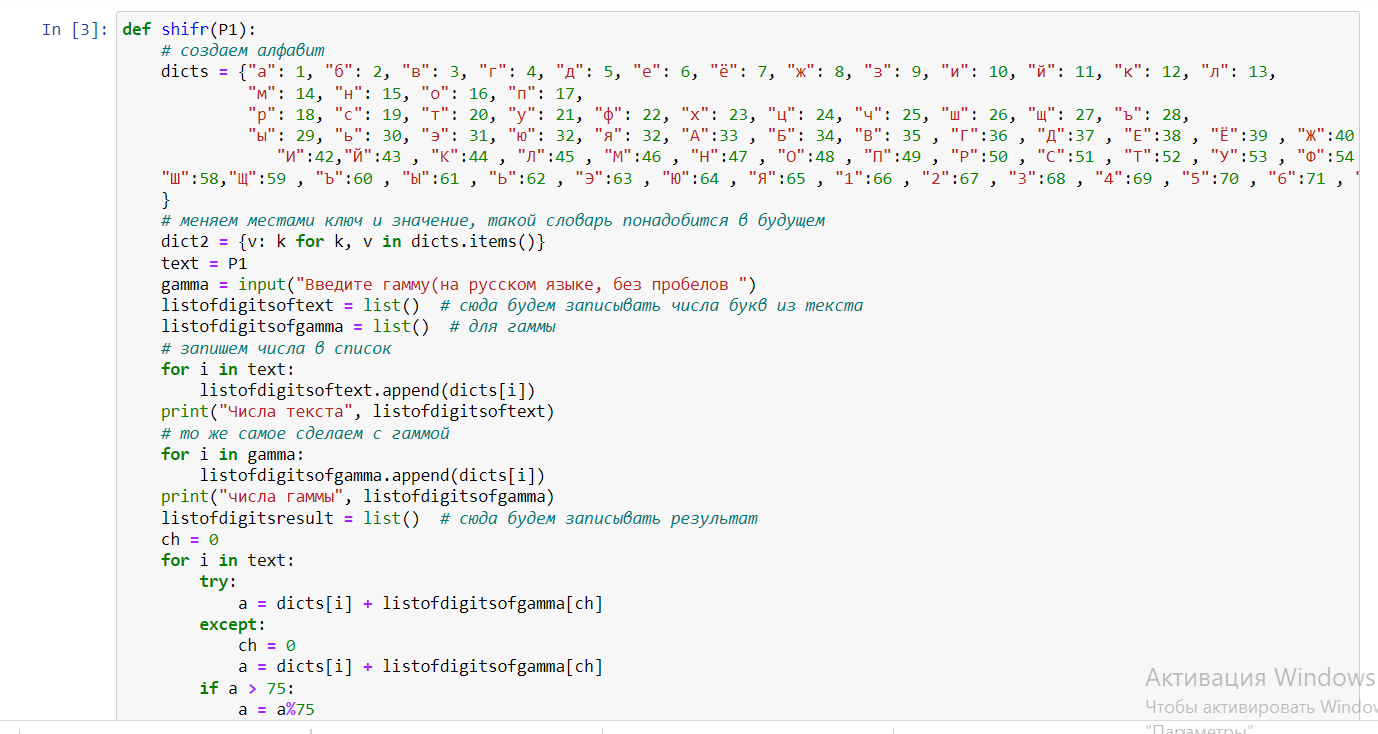 In [3]: def shifr(P1):
# создаем алфавит
dicts = {"а": 1, "б": 2, "в": 3, "г": 4, "д": 5, "е": 6, "ё": 7, "ж": 8, "з": 9, "и": 10, "й": 11, "к": 12, "л": 13,
"м": 14, "н": 15, "о": 16, "п": 17,
"р": 18, "с": 19, "т": 20, "у": 21, "ф": 22, "х": 23, "ц": 24, "ч": 25, "ш": 26, "щ": 27, "ъ": 28,
"ы": 29, "ь": 30, "э": 31, "ю": 32, "я": 32, "А":33 , "Б": 34, "В": 35 , "Г":36 , "Д":37 , "Е":38 , "Ё":39 , "Ж":40
"И":42,"Й":43 , "К":44 , "Л":45 , "М":46 , "Н":47 , "О":48 , "П":49 , "Р":50 , "С":51 , "Т":52 , "У":53 , "Ф":54
"Ш":58,"Щ":59 , "Ъ":60 , "Ы":61 , "Ь":62 , "Э":63 , "Ю":64 , "Я":65 , "1":66 , "2":67 , "3":68 , "4":69 , "5":70 , "6":71 , "
}
# меняем местами ключ и значение, такой словарь понадобится в будущем
dict2 = {v: k for k, v in dicts.items()}
text = P1
gamma = input("Введите гамму(на русском языке, без пробелов ")
listofdigitsoftext = list() # сюда будем записывать числа букв из текста
listofdigitsofgamma = list() # для гаммы
# запишем числа в список
for i in text:
listofdigitsoftext.append(dicts[i])
print("Числа текста", listofdigitsoftext)
# то же самое сделаем с гаммой
for i in gamma:
listofdigitsofgamma.append(dicts[i])
print("числа гаммы", listofdigitsofgamma)
listofdigitsresult = list() # сюда будем записывать результат
ch = 0
for i in text:
try:
a = dicts[i] + listofdigitsofgamma[ch]
except:
ch = 0
a = dicts[i] + listofdigitsofgamma[ch]
if a > 75:
a = a%75
Активация Windows
Чтобы активировать Windov
"Параметры"